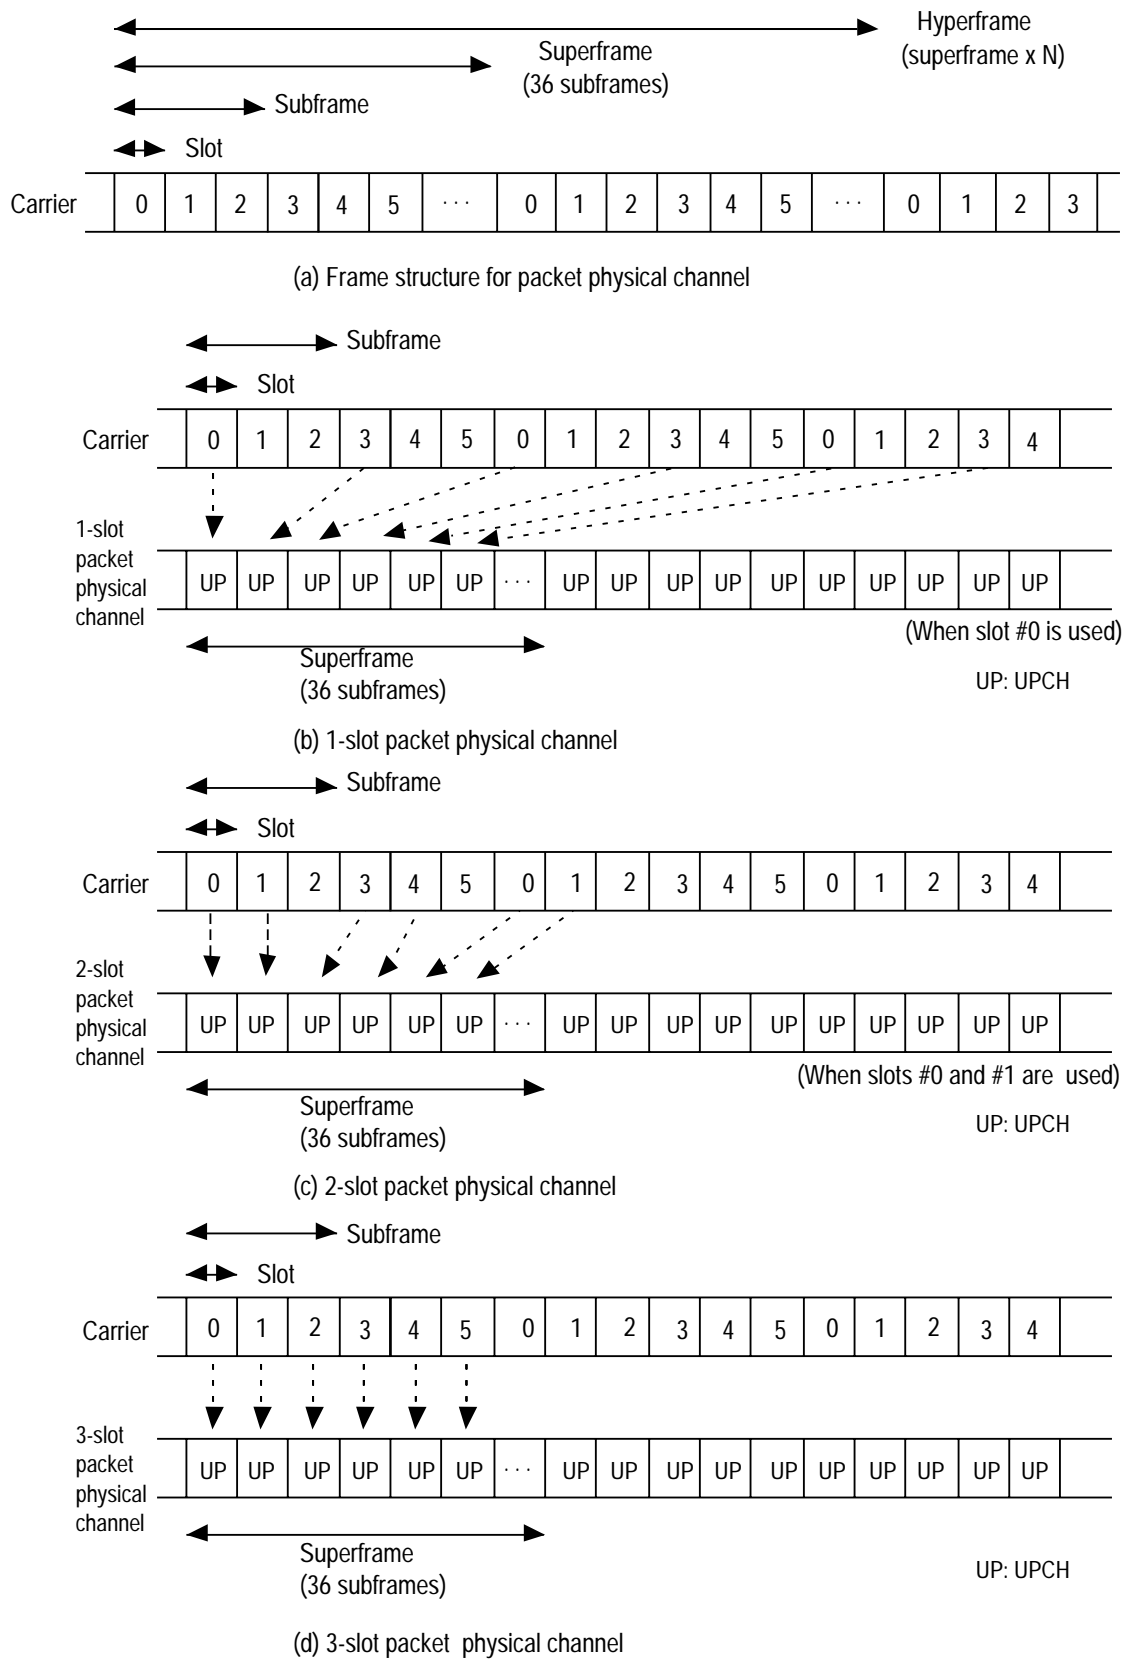 Hyperframe
(superframe x N)
Superframe
(36 subframes)
Subframe
Slot
Carrier 0 1 2 3 4 5 ... 0 1 2 3 4 5 ... 0 1 2 3
(a) Frame structure for packet physical channel
Subframe
Slot
Carrier 0 1 2 3 4 5 0 1 2 3 4 5 0 1 2 3 4
1-slot
packet
physical
channel
UP UP UP UP UP UP ... UP UP UP UP UP UP UP UP UP UP
(When slot #0 is used)
Superframe
(36 subframes)
UP: UPCH
(b) 1-slot packet physical channel
Subframe
Slot
Carrier 0 1 2 3 4 5 0 1 2 3 4 5 0 1 2 3 4
2-slot
packet
physical
channel
UP UP UP UP UP UP ... UP UP UP UP UP UP UP UP UP UP
(When slots #0 and #1 are used)
Superframe
(36 subframes)
UP: UPCH
(c) 2-slot packet physical channel
Subframe
Slot
Carrier 0 1 2 3 4 5 0 1 2 3 4 5 0 1 2 3 4
3-slot
packet
physical
channel
UP UP UP UP UP UP ... UP UP UP UP UP UP UP UP UP UP
Superframe
(36 subframes)
UP: UPCH
(d) 3-slot packet physical channel